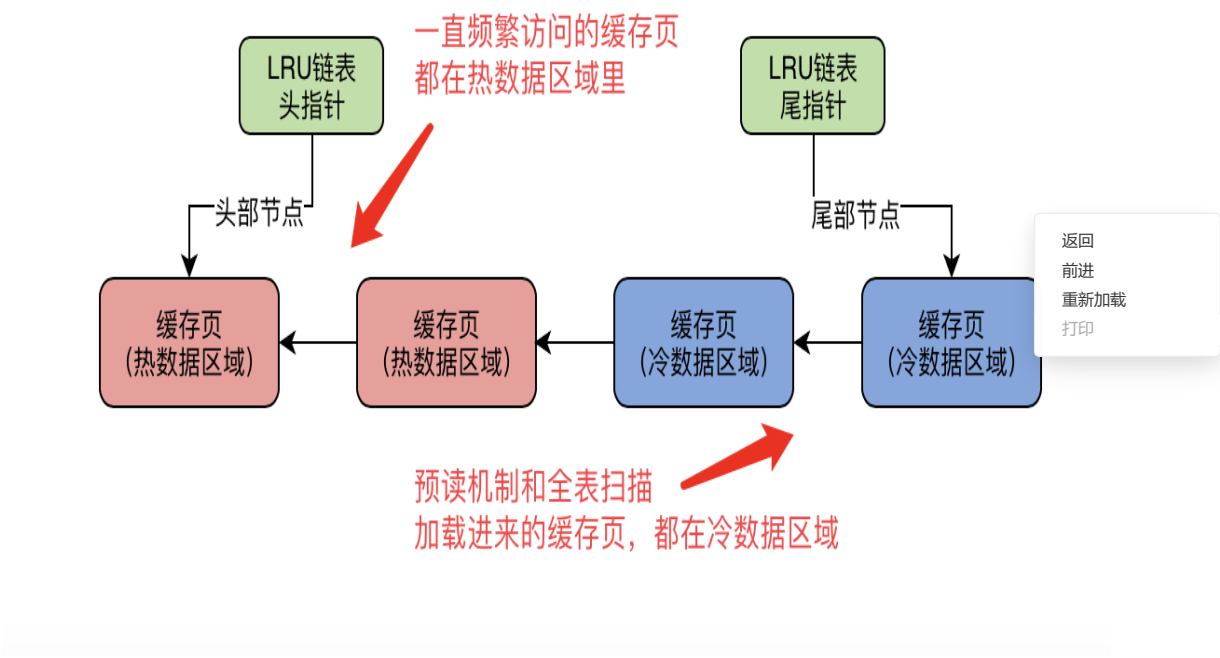 一直频繁访问的缓存页
都在热数据区域里
LRU链表
头指针
LRU链表
尾指针
头部节点
尾部节点
返回
前进
重新加载
打印
缓存页
(热数据区域)
缓存页
(热数据区域)
缓存页
(冷数据区域)
缓存页
(冷数据区域)
预读机制和全表扫描
加载进来的缓存页，都在冷数据区域